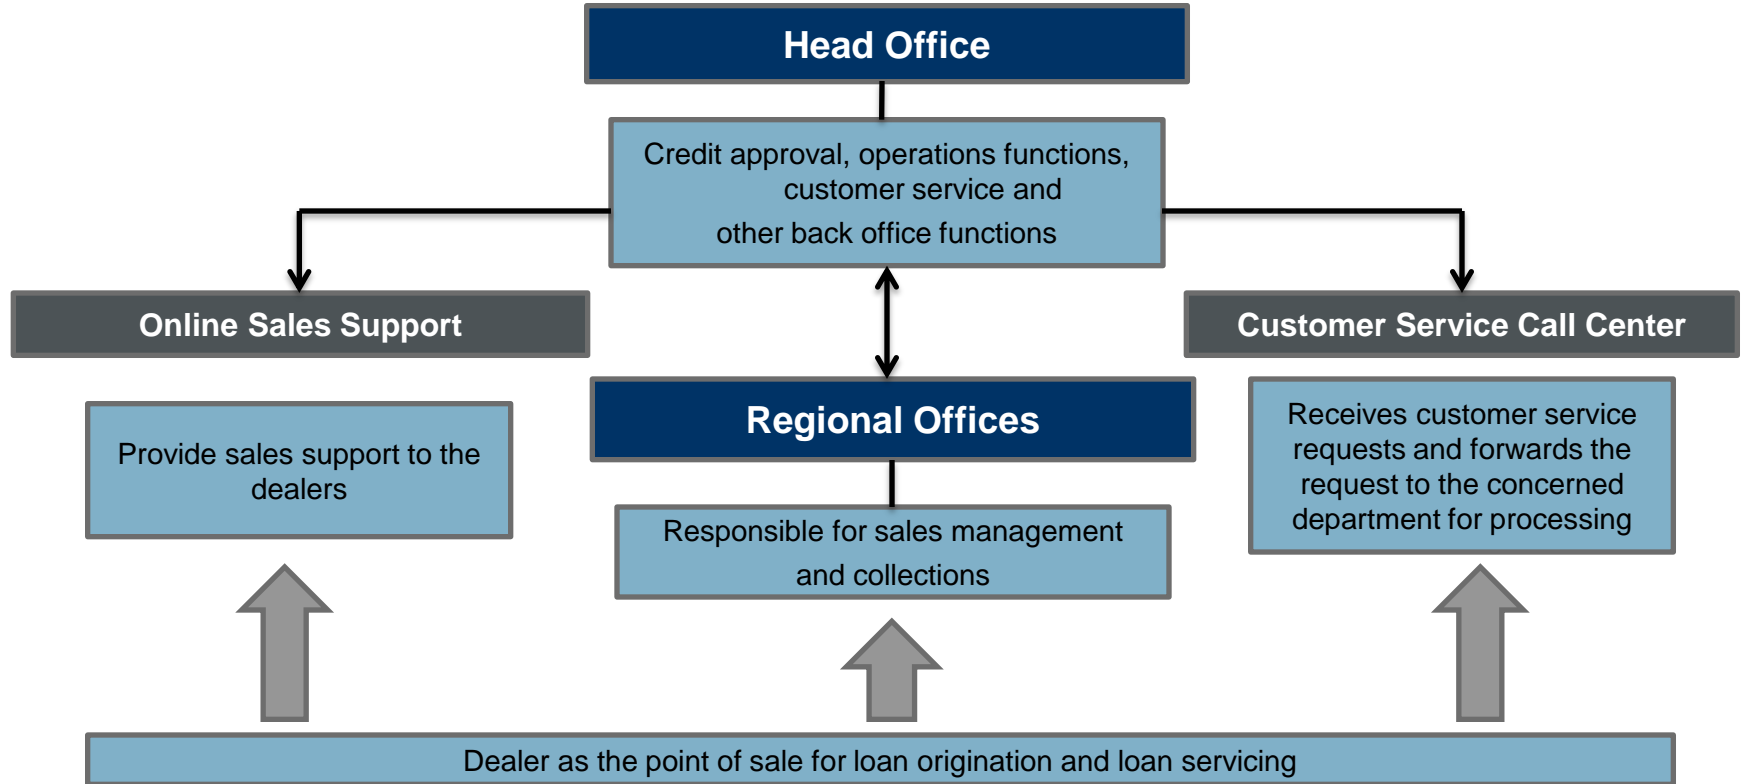 Head Office
Credit approval, operations functions,
customer service and
other back office functions
Online Sales Support
Customer Service Call Center
Regional Offices
Provide sales support to the
dealers
Receives customer service
requests and forwards the
request to the concerned
department for processing
Responsible for sales management
and collections
Dealer as the point of sale for loan origination and loan servicing